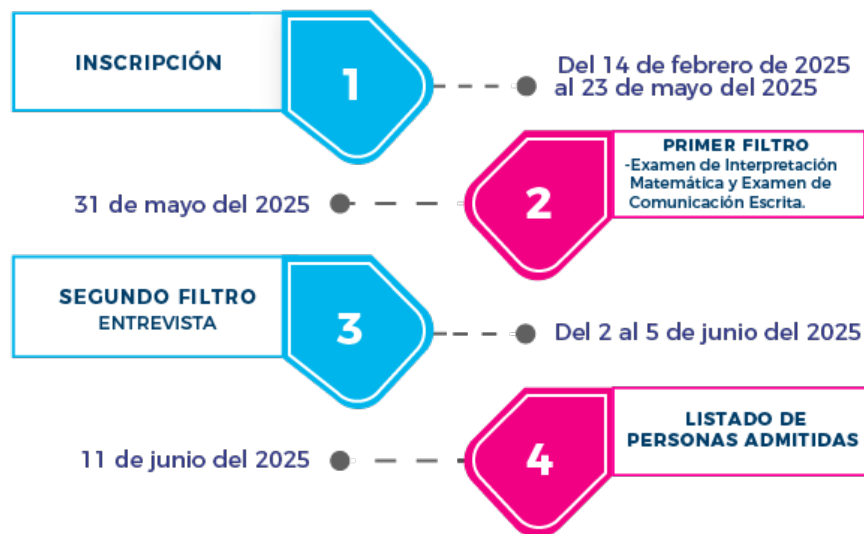 INSCRIPCIÓN
1
Del 14 de febrero de 2025
al 23 de mayo del 2025
PRIMER FILTRO
-Examen de Interpretación
Matemática y Examen de
Comunicación Escrita.
2
31 de mayo del 2025
SEGUNDO FILTRO
ENTREVISTA
3
Del 2 al 5 de junio del 2025
LISTADO DE
PERSONAS ADMITIDAS
4
11 de junio del 2025